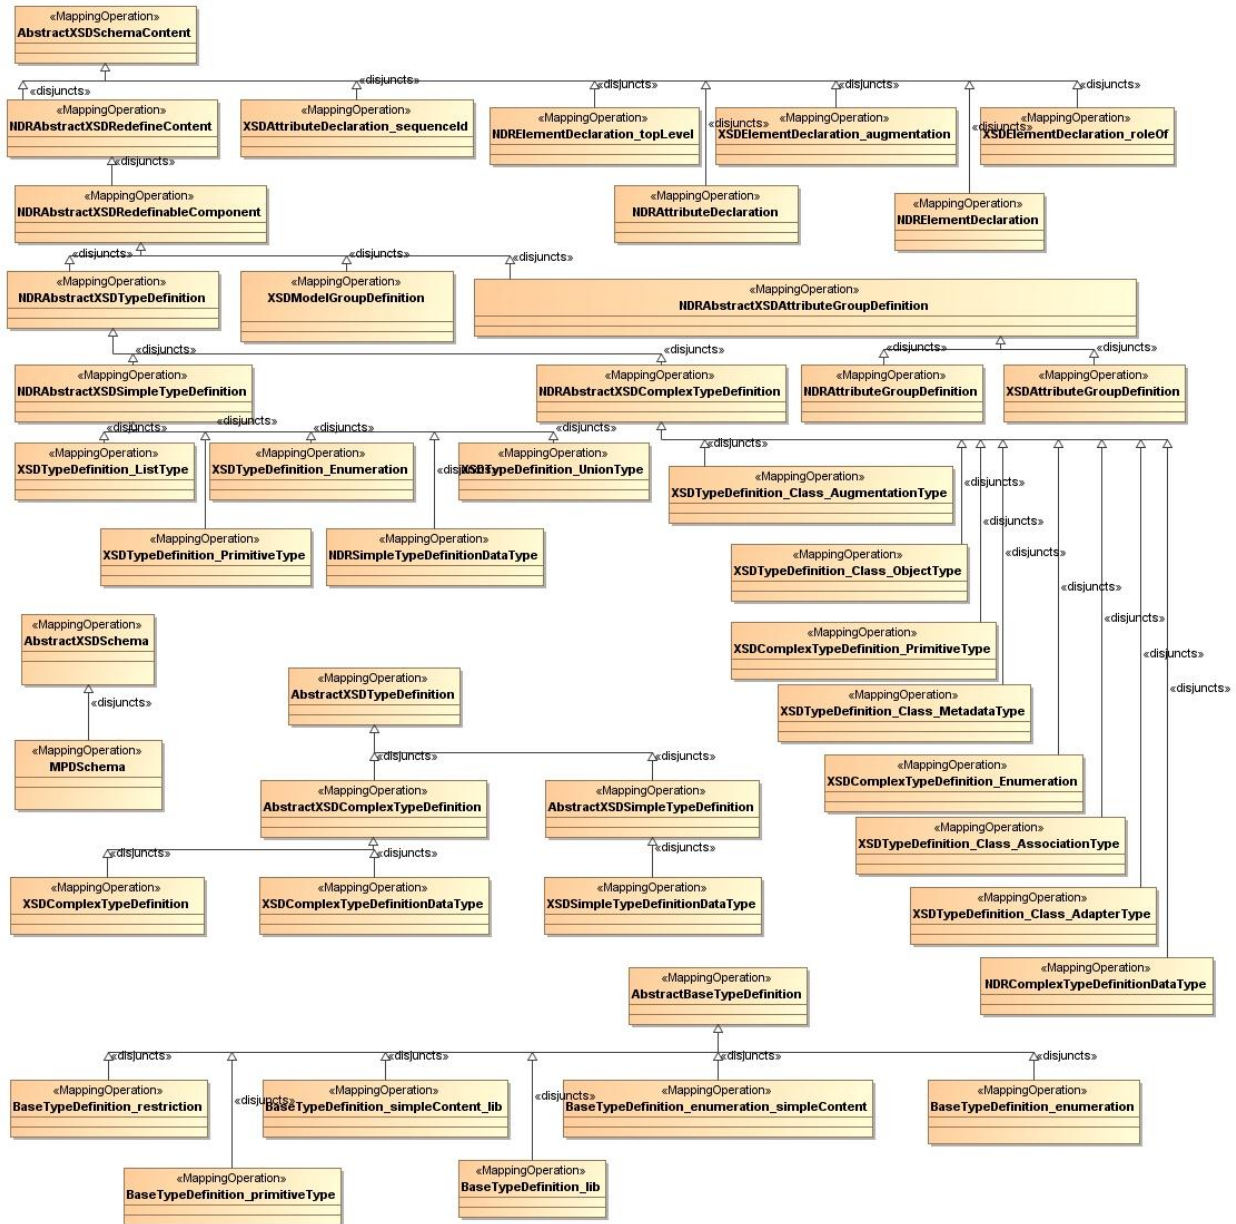 «MappingOperation»
AbstractXSDSchemaContent
«disjuncts»
«disjuncts»
«disjuncts»
«disjuncts»
«disjuncts»
«MappingOperation»
NDRAbstractXSDRedefineContent
«MappingOperation»
XSDAttributeDeclaration_sequenceId
«MappingOperation»
NDRElementDeclaration_topLevel
«disjuncts»
«MappingOperation»
XSDElementDeclaration_augmentation
«disjuncts»
«MappingOperation»
XSDElementDeclaration_roleOf
«disjuncts»
«MappingOperation»
NDRAbstractXSDRedefinableComponent
«MappingOperation»
NDRAttributeDeclaration
«MappingOperation»
NDRElementDeclaration
«disjuncts»
«disjuncts»
«disjuncts»
«MappingOperation»
NDRAbstractXSDTypeDefinition
«MappingOperation»
XSDModelGroupDefinition
«MappingOperation»
NDRAbstractXSDAttributeGroupDefinition
«disjuncts»
«disjuncts»
«disjuncts»
«disjuncts»
«MappingOperation»
NDRAbstractXSDSimpleTypeDefinition
«MappingOperation»
NDRAbstractXSDComplexTypeDefinition
«MappingOperation»
NDRAttributeGroupDefinition
«MappingOperation»
XSDAttributeGroupDefinition
«disjuncts»
«disjuncts»
«disjuncts»
«disjuncts»
«disjuncts»
«MappingOperation»
XSDTypeDefinition_ListType
«MappingOperation»
XSDTypeDefinition_Enumeration
«disjuncts»
«MappingOperation»
XSDTypeDefinition_UnionType
«MappingOperation»
XSDTypeDefinition_Class_AugmentationType
«disjuncts»
«MappingOperation»
XSDTypeDefinition_PrimitiveType
«MappingOperation»
NDRSimpleTypeDefinitionDataType
«disjuncts»
«MappingOperation»
XSDTypeDefinition_Class_ObjectType
«disjuncts»
«disjuncts»
«disjuncts»
«MappingOperation»
AbstractXSDSchema
«MappingOperation»
XSDComplexTypeDefinition_PrimitiveType
«disjuncts»
«disjuncts»
«MappingOperation»
AbstractXSDTypeDefinition
«MappingOperation»
XSDTypeDefinition_Class_MetadataType
«disjuncts»
«MappingOperation»
MPDSchema
«disjuncts»
«disjuncts»
«MappingOperation»
XSDComplexTypeDefinition_Enumeration
«MappingOperation»
AbstractXSDComplexTypeDefinition
«MappingOperation»
AbstractXSDSimpleTypeDefinition
«MappingOperation»
XSDTypeDefinition_Class_AssociationType
«disjuncts»
«disjuncts»
«disjuncts»
«MappingOperation»
XSDComplexTypeDefinition
«MappingOperation»
XSDComplexTypeDefinitionDataType
«MappingOperation»
XSDSimpleTypeDefinitionDataType
«MappingOperation»
XSDTypeDefinition_Class_AdapterType
«MappingOperation»
NDRComplexTypeDefinitionDataType
«MappingOperation»
AbstractBaseTypeDefinition
«disjuncts»
«disjuncts»
«disjuncts»
«disjuncts»
«MappingOperation»
BaseTypeDefinition_restriction
«disjuncts»
«MappingOperation»
BaseTypeDefinition_simpleContent_lib
«disjuncts»
«MappingOperation»
BaseTypeDefinition_enumeration_simpleContent
«MappingOperation»
BaseTypeDefinition_enumeration
«MappingOperation»
BaseTypeDefinition_primitiveType
«MappingOperation»
BaseTypeDefinition_lib